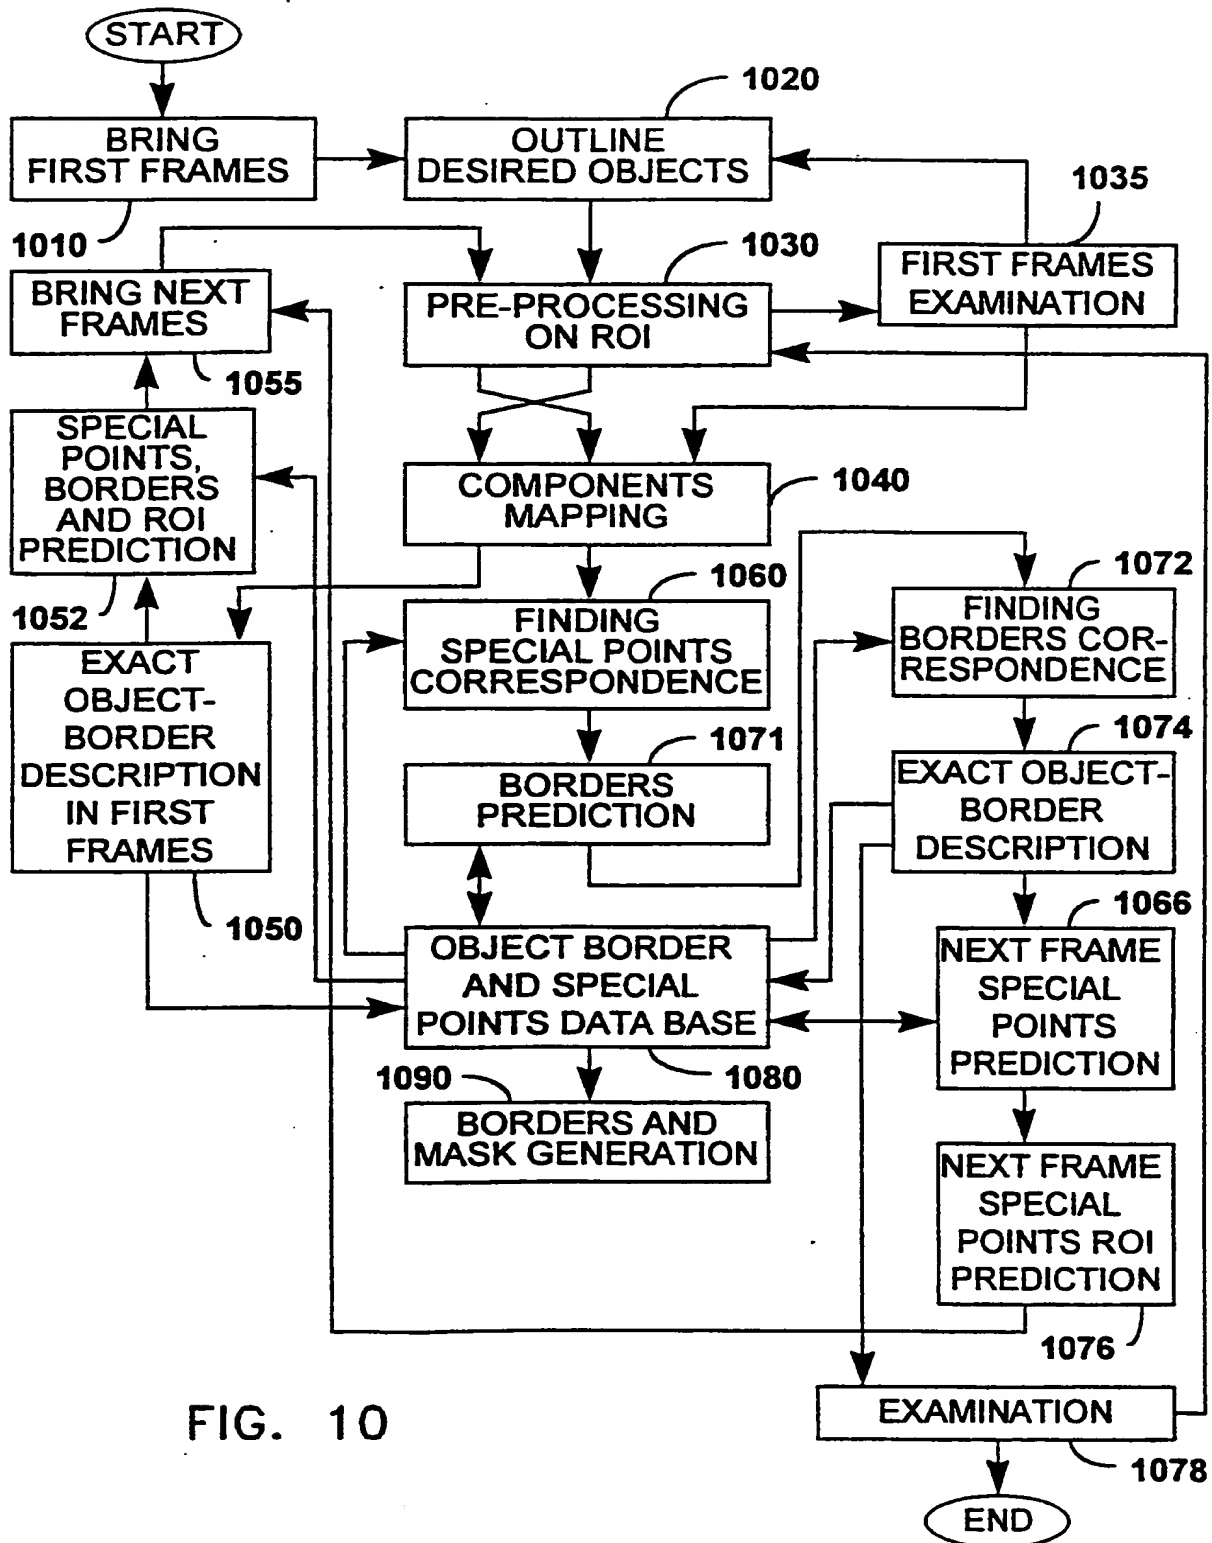 START
BRING
FIRST FRAMES
1010
OUTLINE
DESIRED OBJECTS
1020
1035
FIRST FRAMES
EXAMINATION
BRING NEXT
FRAMES
1055
PRE-PROCESSING
ON ROI
1030
SPECIAL
POINTS,
BORDERS
AND ROI
PREDICTION
1052
COMPONENTS
MAPPING
1040
EXACT
OBJECT-
BORDER
DESCRIPTION
IN FIRST
FRAMES
1050
1060
FINDING
SPECIAL POINTS
CORRESPONDENCE
1072
FINDING
BORDERS COR-
RESPONDENCE
1071
BORDERS
PREDICTION
1074
EXACT OBJECT-
BORDER
DESCRIPTION
OBJECT BORDER
AND SPECIAL
POINTS DATA BASE
1080
1066
NEXT FRAME
SPECIAL
POINTS
PREDICTION
1090
BORDERS AND
MASK GENERATION
NEXT FRAME
SPECIAL
POINTS ROI
PREDICTION
1076
EXAMINATION
1078
END
FIG. 10